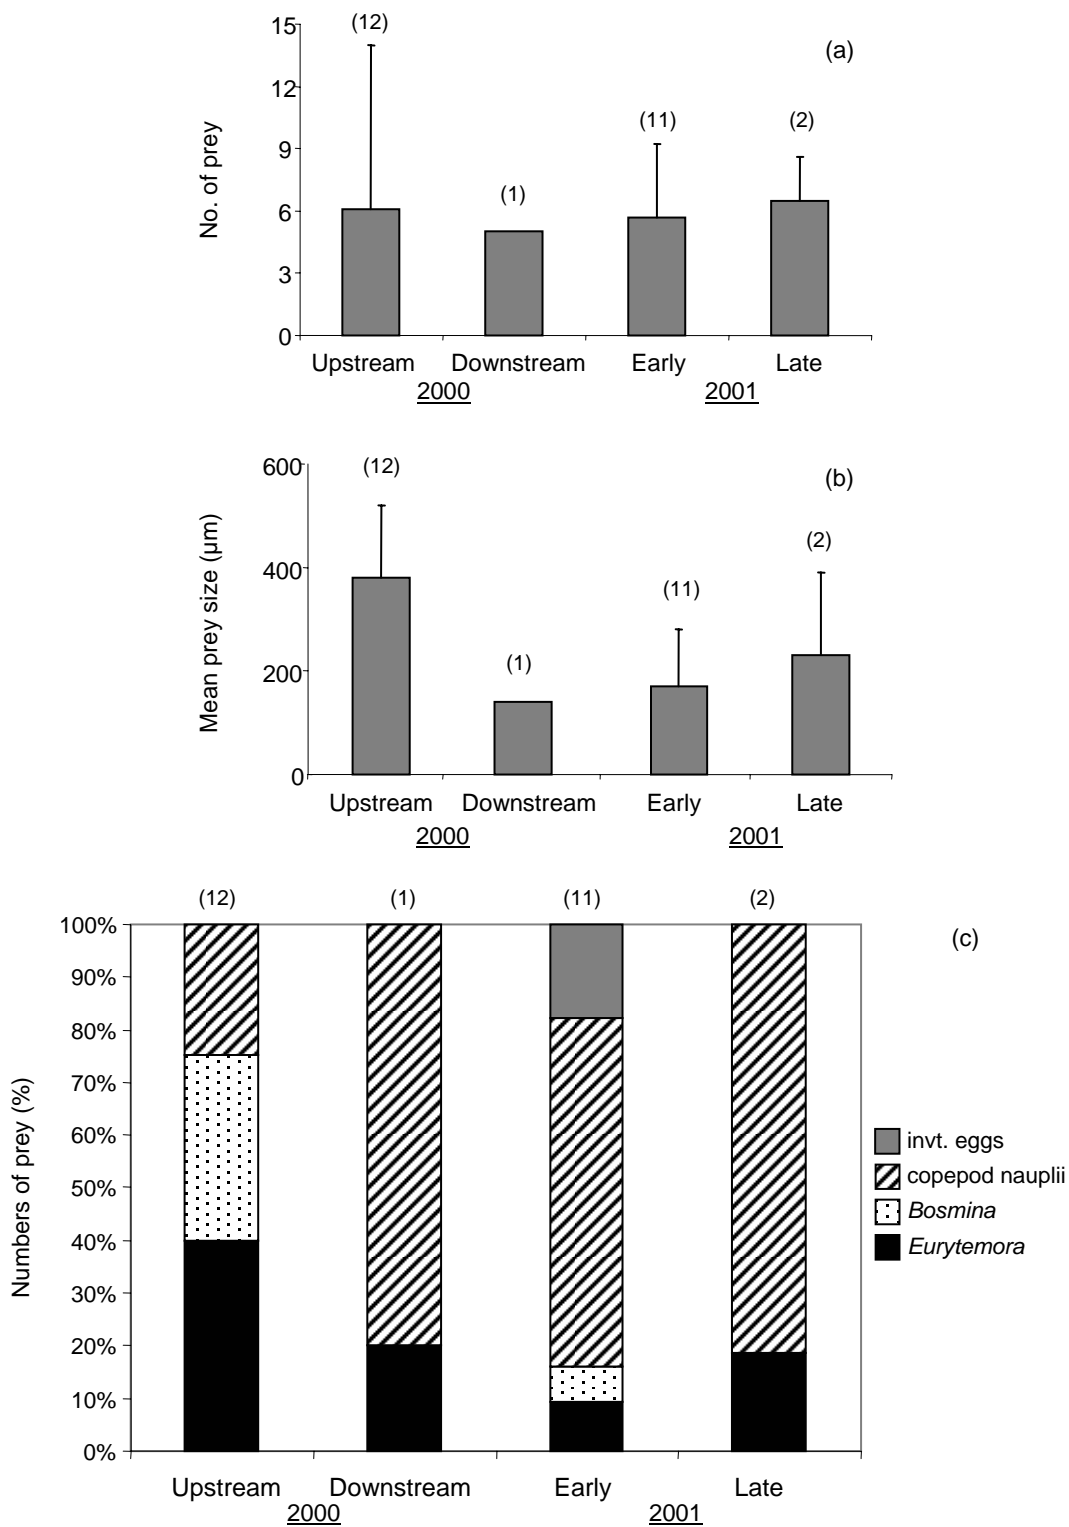 (a)
No. of prey
15
12
9
6
3
0
(12)
(1)
(11)
(2)
Upstream Downstream Early Late
2000 2001
(b)
Mean prey size (µm)
600
400
200
0
(12)
(1)
(11)
(2)
Upstream Downstream Early Late
2000 2001
(c)
Numbers of prey (%)
(12) (1) (11) (2)
100%
90%
80%
70%
60%
50%
40%
30%
20%
10%
0%
Upstream Downstream Early Late
2000 2001
invt. eggs
copepod nauplii
Bosmina
Eurytemora